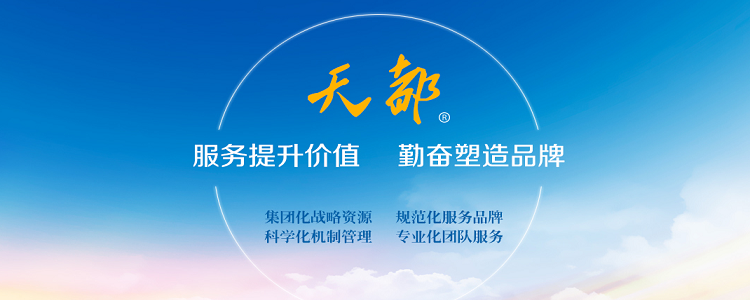 天都®
服务提升价值 勤奋塑造品牌
集团化战略资源 规范化服务品牌
科学化机制管理 专业化团队服务